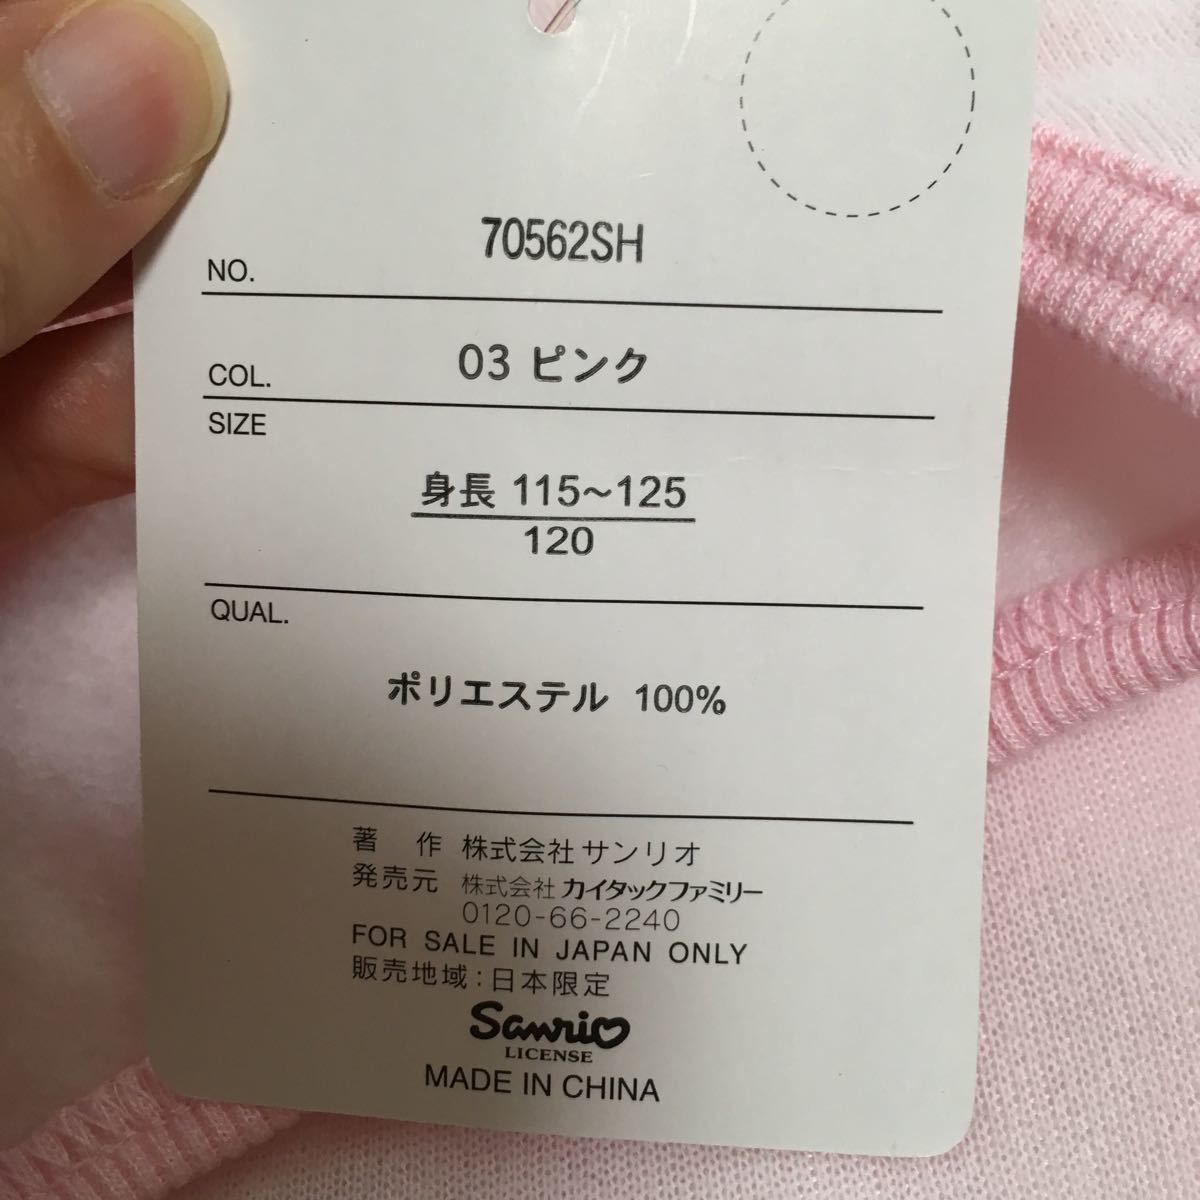 70562SH
NO.
03 ピンク
COL.
SIZE
身長 115~125
120
QUAL.
ポリエステル 100%
著 作 株式会社 サンリオ
発売元 株式会社 カイタックファミリー
0120-66-2240
FOR SALE IN JAPAN ONLY
販売地域:日本限定
Sanrio
LICENSE
MADE IN CHINA